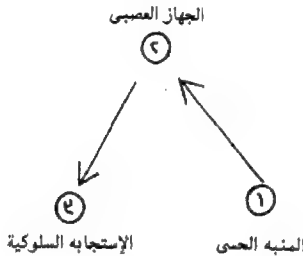 الجهاز العصبى
٢
١
٣
المنبه الحسى
الإستجابه السلوكية